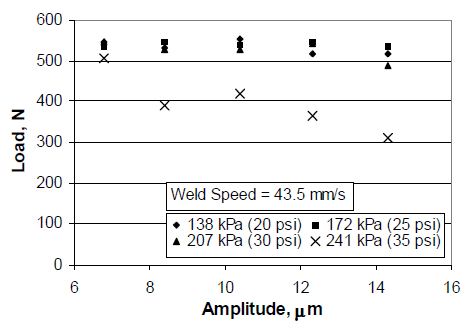 600
500
400
300
200
100
0
Load, N
Weld Speed = 43.5 mm/s
138 kPa (20 psi) 172 kPa (25 psi)
207 kPa (30 psi) 241 kPa (35 psi)
6 8 10 12 14 16
Amplitude, μm